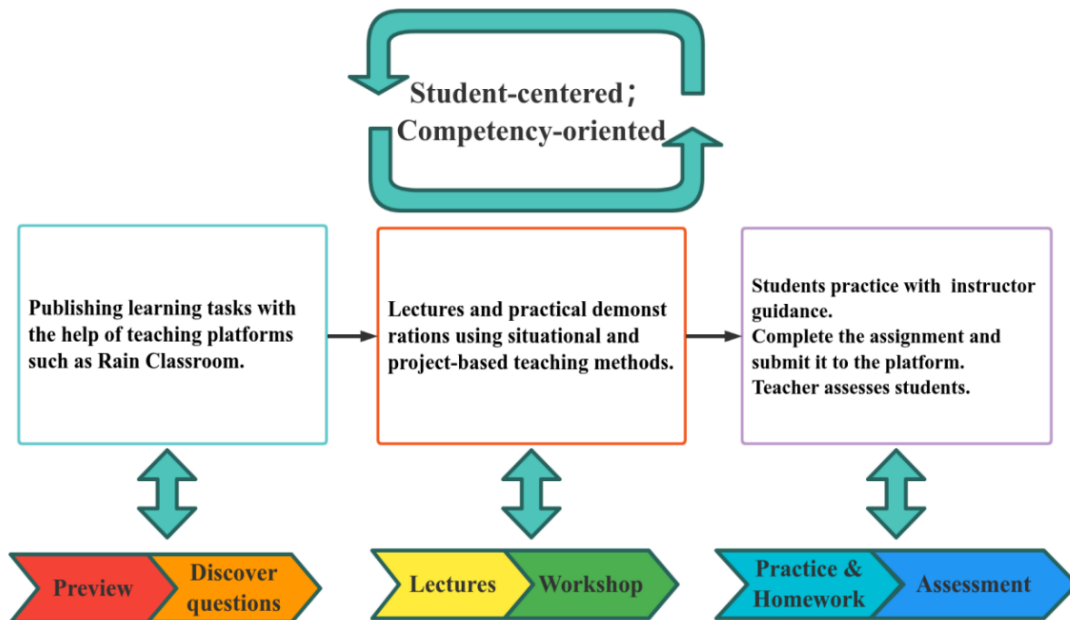 Student-centered;
Competency-oriented
Publishing learning tasks with
the help of teaching platforms
such as Rain Classroom.
Lectures and practical demonst
rations using situational and
project-based teaching methods.
Students practice with instructor
guidance.
Complete the assignment and
submit it to the platform.
Teacher assesses students.
Preview
Discover
questions
Lectures
Workshop
Practice &
Homework
Assessment